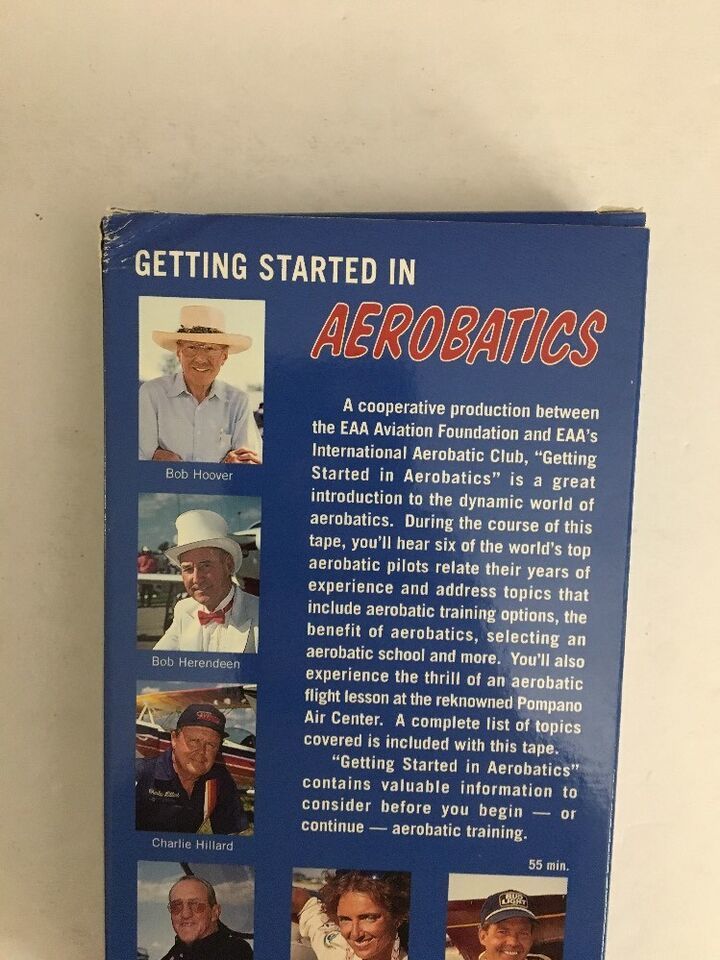 GETTING STARTED IN
AEROBATICS
Bob Hoover
Bob Herendeen
Charlie Hillard
A cooperative production between
the EAA Aviation Foundation and EAA's
International Aerobatic Club, "Getting
Started in Aerobatics" is a great
introduction to the dynamic world of
aerobatics. During the course of this
tape, you'll hear six of the world's top
aerobatic pilots relate their years of
experience and address topics that
include aerobatic training options, the
benefit of aerobatics, selecting an
aerobatic school and more. You'll also
experience the thrill of an aerobatic
flight lesson at the reknowned Pompano
Air Center. A complete list of topics
covered is included with this tape.
"Getting Started in Aerobatics"
contains valuable information to
consider before you begin — or
continue — aerobatic training.
55 min.
BUD
LIGHT